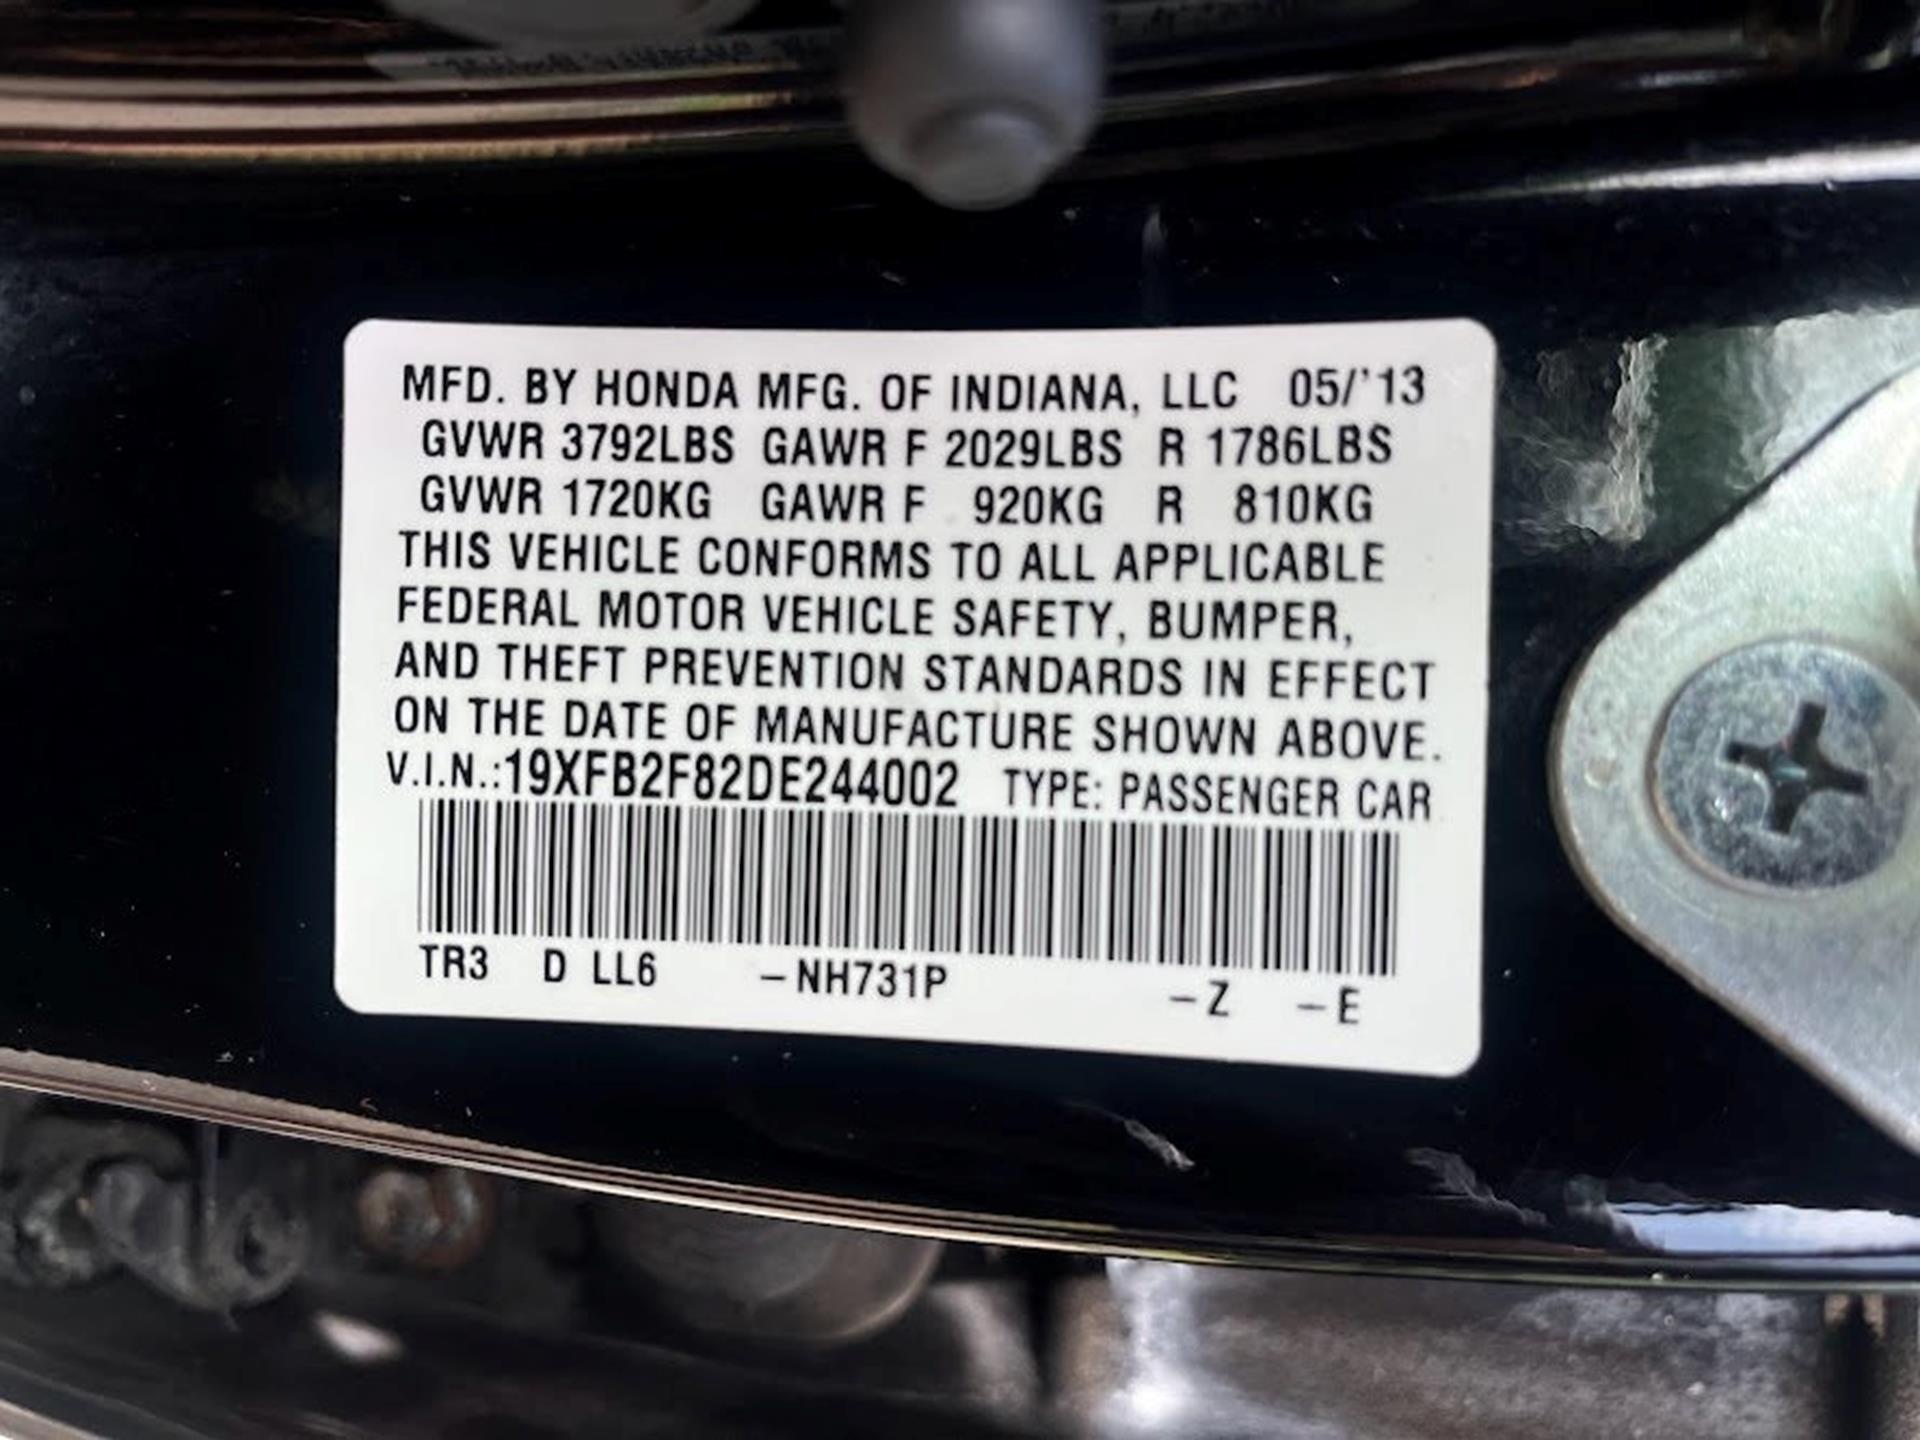 MFD. BY HONDA MFG. OF INDIANA, LLC 05/'13
GVWR 3792LBS GAWR F 2029LBS R 1786LBS
GVWR 1720KG GAWR F 920KG R 810KG
THIS VEHICLE CONFORMS TO ALL APPLICABLE
FEDERAL MOTOR VEHICLE SAFETY, BUMPER,
AND THEFT PREVENTION STANDARDS IN EFFECT
ON THE DATE OF MANUFACTURE SHOWN ABOVE.
V.I.N.:19XFB2F82DE244002 TYPE: PASSENGER CAR
TR3 D LL6 –NH731P –Z –E